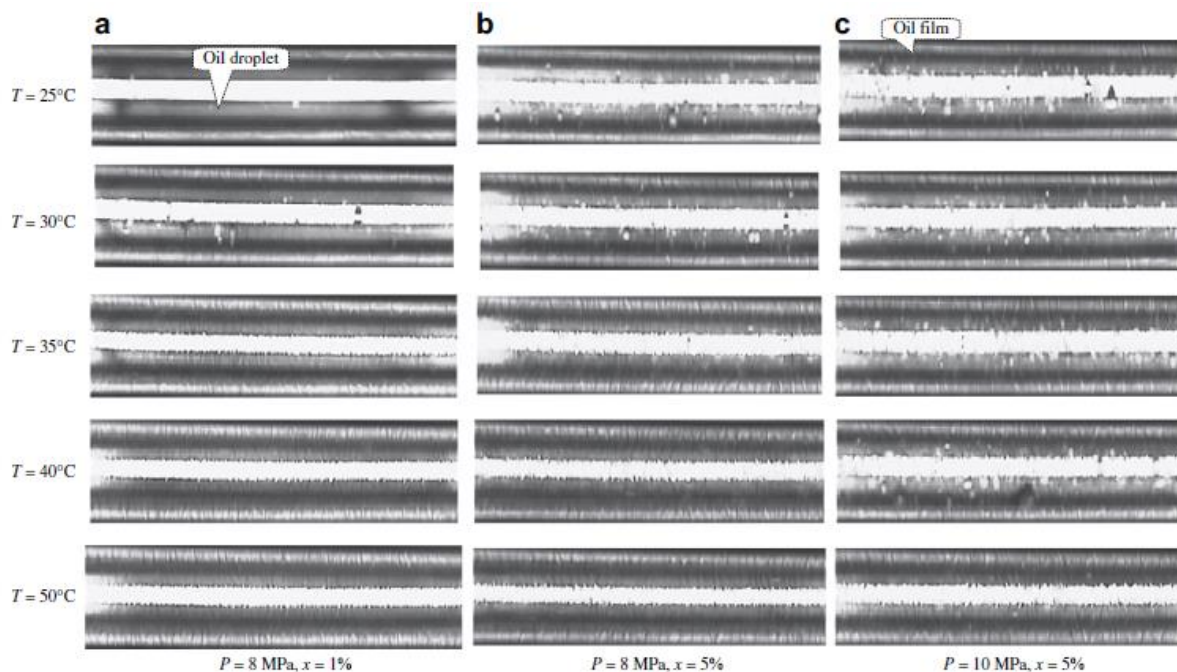 a
b
c
Oil droplet
Oil film
T = 25°C
T = 30°C
T = 35°C
T = 40°C
T = 50°C
P = 8 MPa, x = 1%
P = 8 MPa, x = 5%
P = 10 MPa, x = 5%